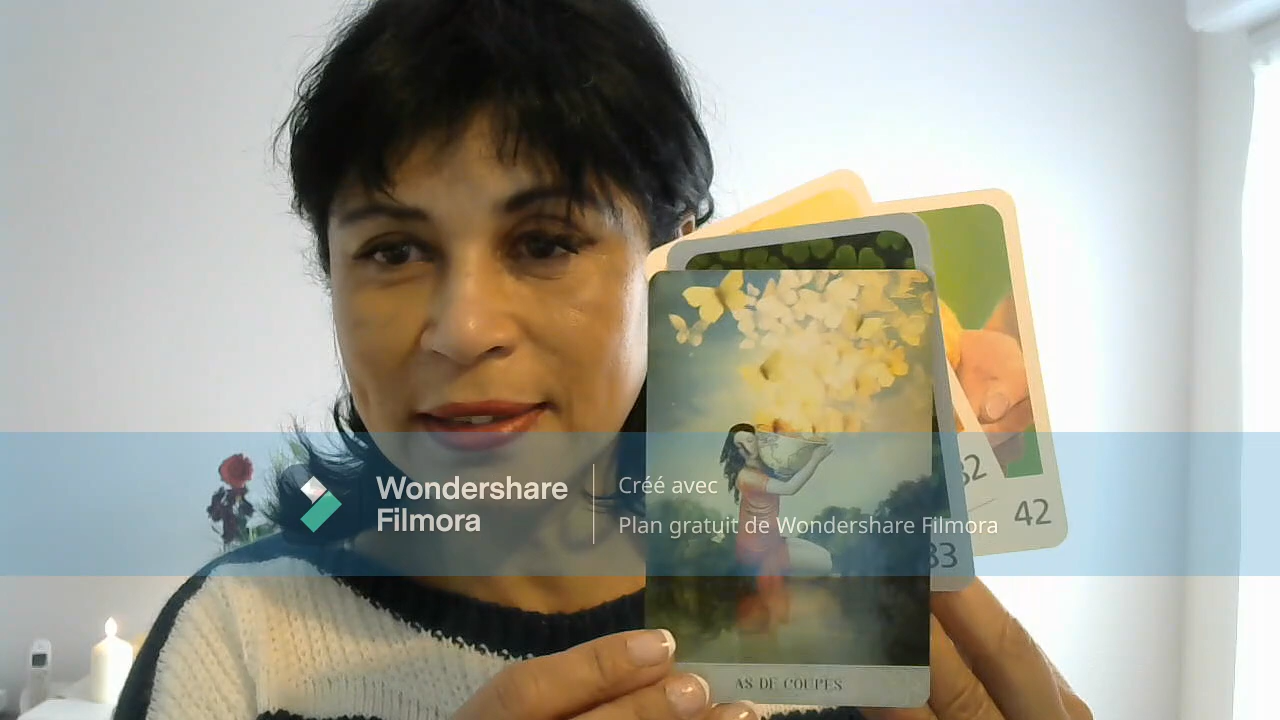 Wondershare
Filmora
Créé avec
Plan gratuit de Wondershare Filmora
32
42
33
AS DE COUPES